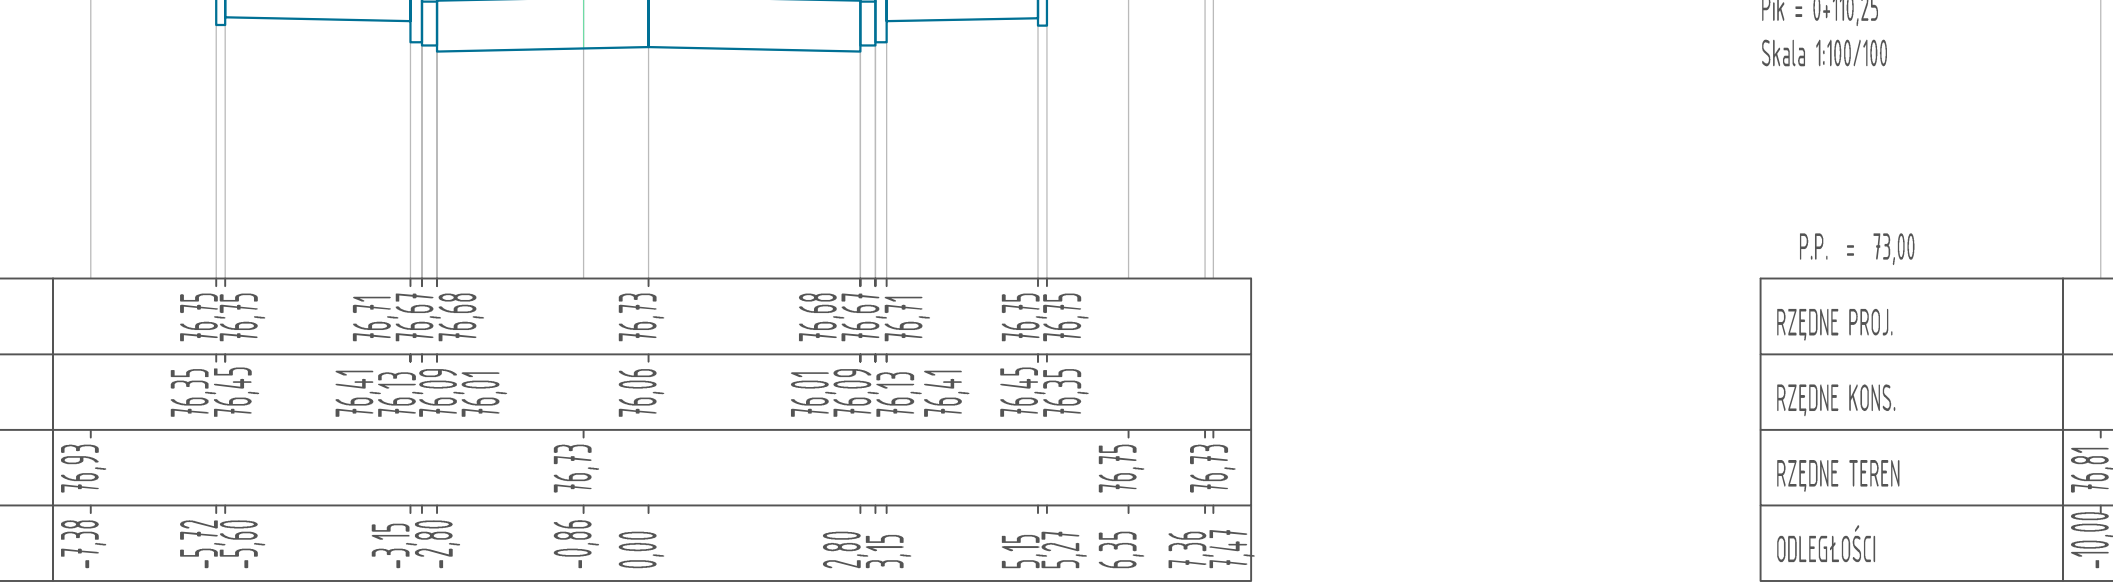 Pik = 0+110,25
Skala 1:100/100
P.P. = 73,00
76,75 76,75 76,71 76,67 76,68 76,73 76,68 76,67 76,71 76,75 76,75
RZĘDNE PROJ.
76,35 76,45 76,41 76,13 76,09 76,01 76,06 76,01 76,09 76,13 76,41 76,45 76,35
RZĘDNE KONS.
76,93 76,73 76,75 76,73
RZĘDNE TEREN
76,81
-7,38 -5,72 -5,60 -3,15 -2,80 -0,86 0,00 2,80 3,15 5,15 5,27 6,35 7,36 7,47
ODLEGŁOŚCI
-10,00